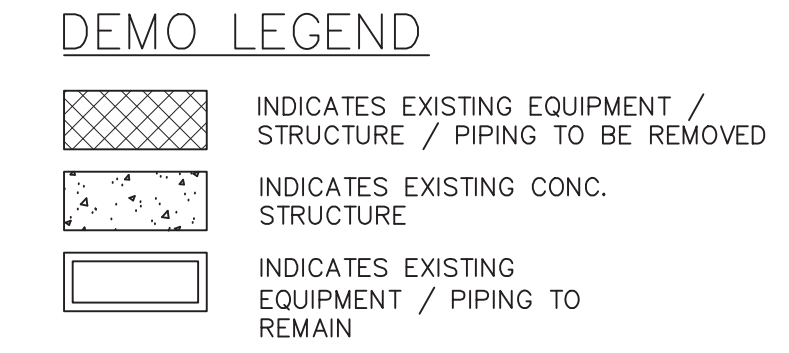 DEMO LEGEND
INDICATES EXISTING EQUIPMENT /
STRUCTURE / PIPING TO BE REMOVED
INDICATES EXISTING CONC.
STRUCTURE
INDICATES EXISTING
EQUIPMENT / PIPING TO
REMAIN